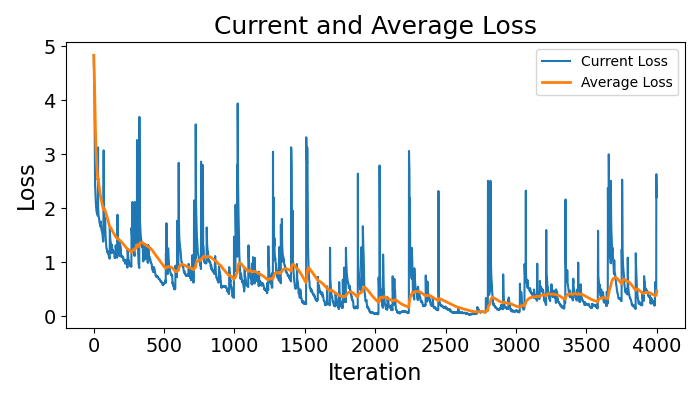 Current and Average Loss
Loss
5
4
3
2
1
0
Current Loss
Average Loss
0 500 1000 1500 2000 2500 3000 3500 4000
Iteration